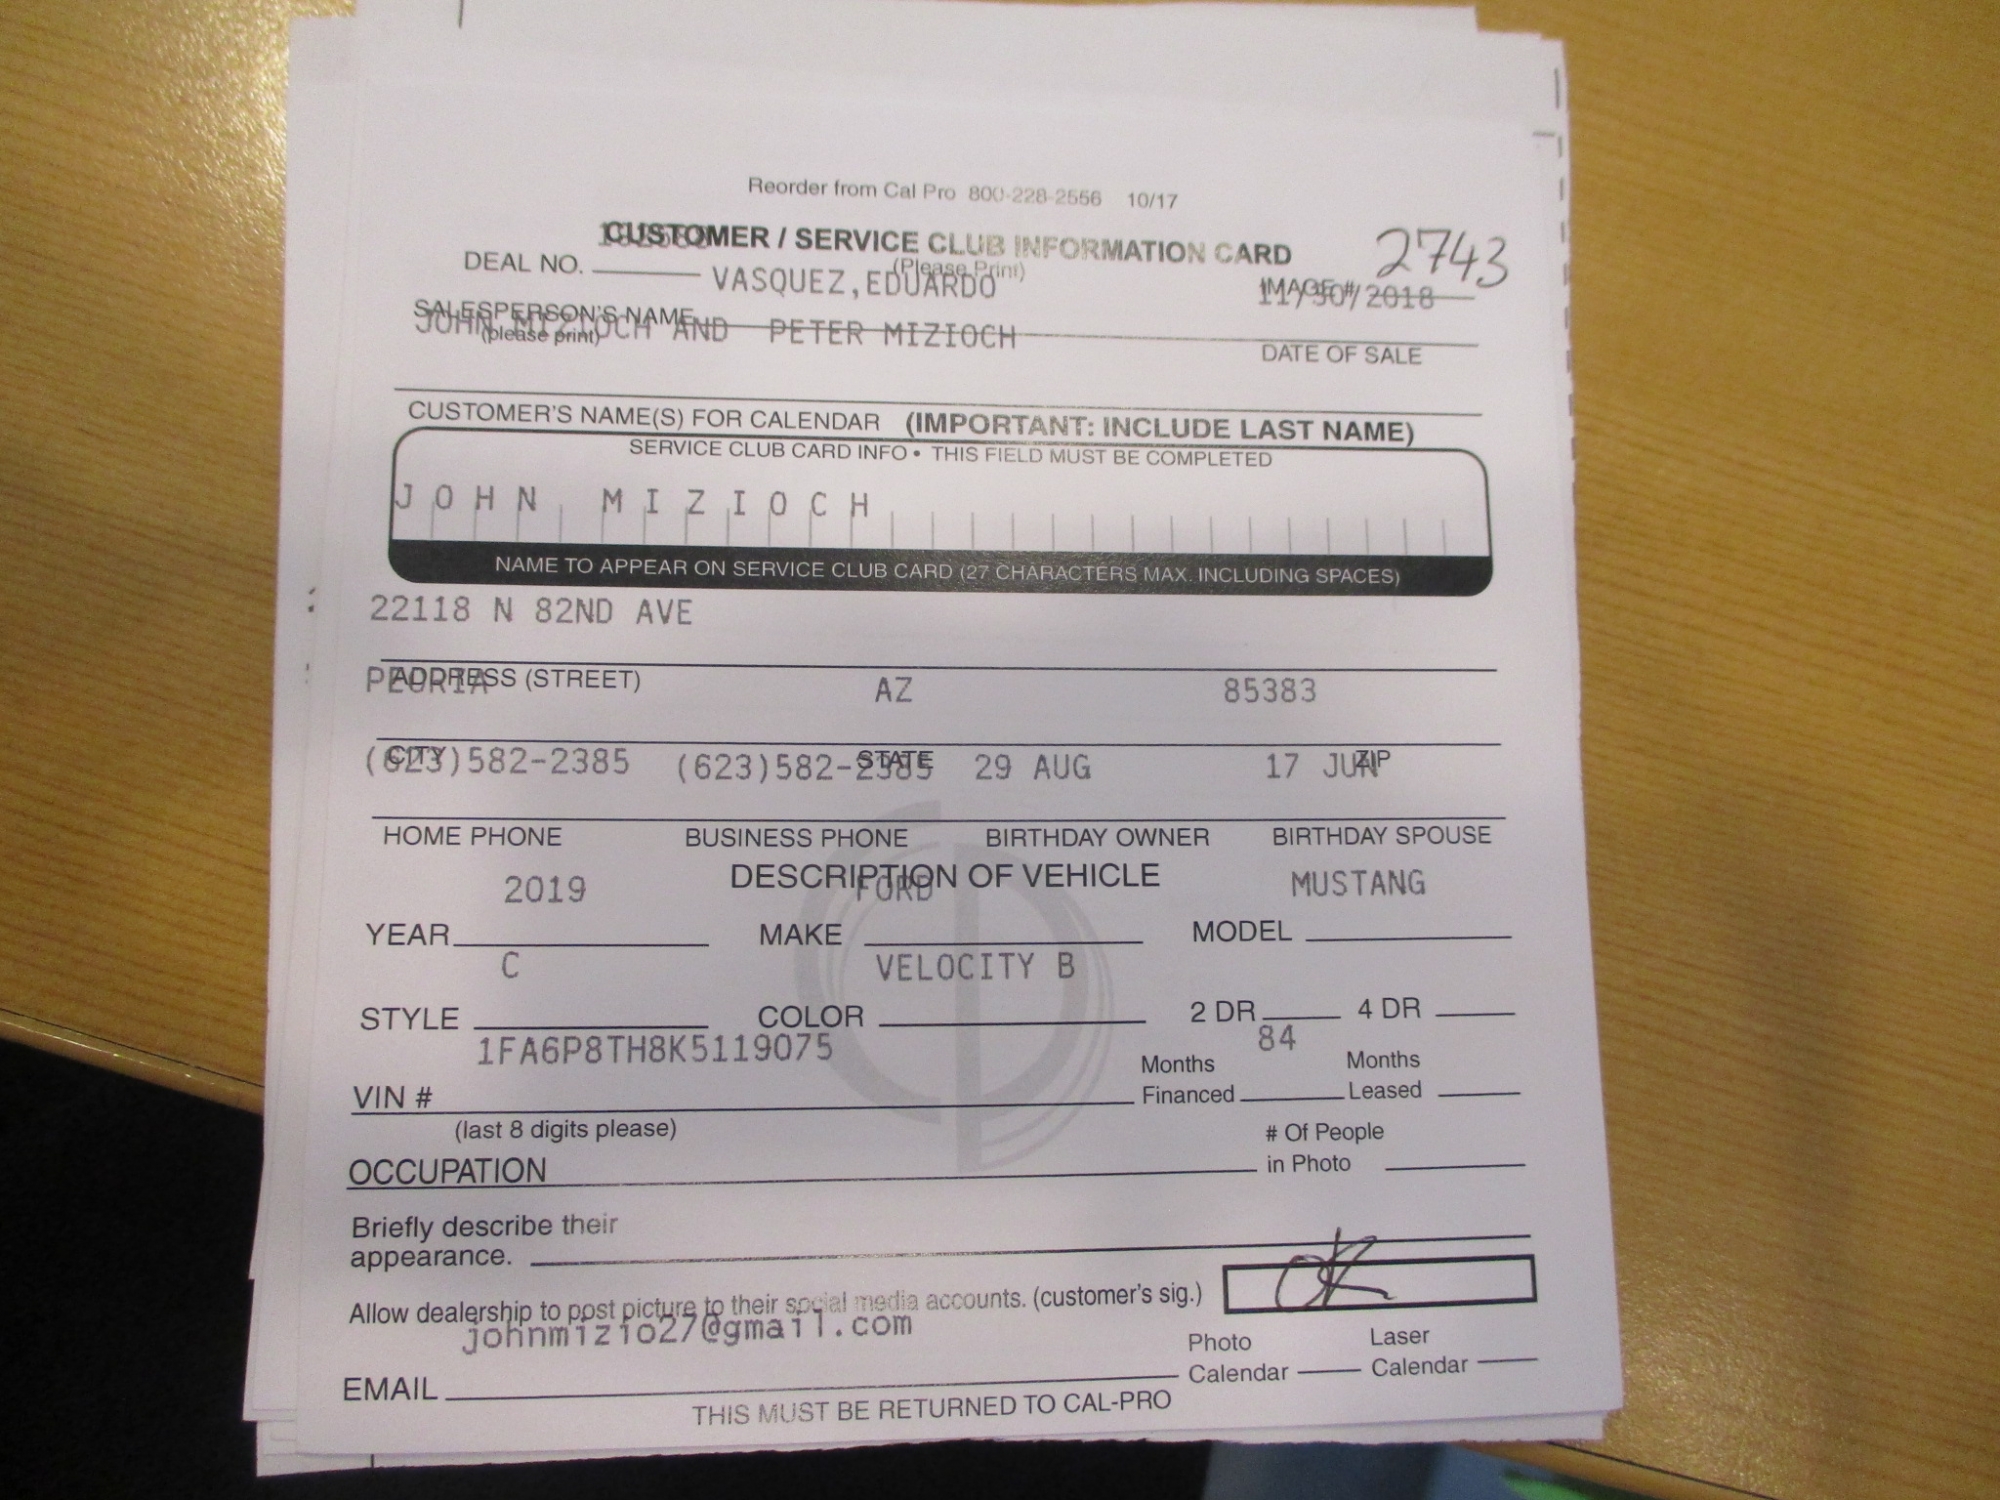 Reorder from Cal Pro 800-228-2556 10/17
CUSTOMER / SERVICE CLUB INFORMATION CARD
2743
(Please Print)
DEAL NO.
VASQUEZ,EDUARDO
IMAGE #
11/30/2018
SALESPERSON'S NAME
(please print)
JOHN MIZIOCH AND PETER MIZIOCH
DATE OF SALE
CUSTOMER'S NAME(S) FOR CALENDAR (IMPORTANT: INCLUDE LAST NAME)
SERVICE CLUB CARD INFO • THIS FIELD MUST BE COMPLETED
JOHN MIZIOCH
NAME TO APPEAR ON SERVICE CLUB CARD (27 CHARACTERS MAX. INCLUDING SPACES)
22118 N 82ND AVE
ADDRESS (STREET)
PEORIA AZ 85383
CITY STATE ZIP
(623)582-2385 (623)582-2385 29 AUG 17 JUN
HOME PHONE BUSINESS PHONE BIRTHDAY OWNER BIRTHDAY SPOUSE
DESCRIPTION OF VEHICLE
2019 FORD MUSTANG
YEAR MAKE MODEL
C VELOCITY B
STYLE COLOR 2 DR 4 DR
1FA6P8TH8K5119075 84
VIN # Months Financed Months Leased
(last 8 digits please)
OCCUPATION # Of People in Photo
Briefly describe their
appearance.
Allow dealership to post picture to their social media accounts. (customer's sig.) OK
johnmizio27@gmail.com
EMAIL Photo Calendar Laser Calendar
THIS MUST BE RETURNED TO CAL-PRO